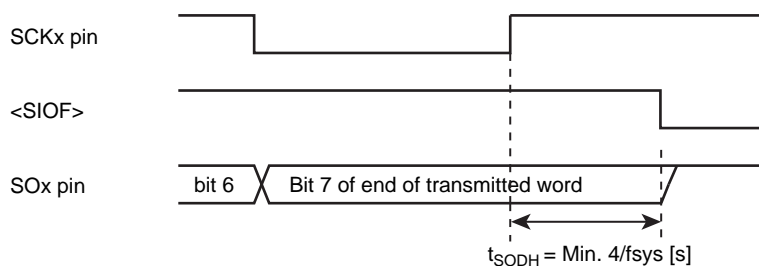 SCKx pin
<SIOF>
SOx pin bit 6 Bit 7 of end of transmitted word
tSODH = Min. 4/fsys [s]